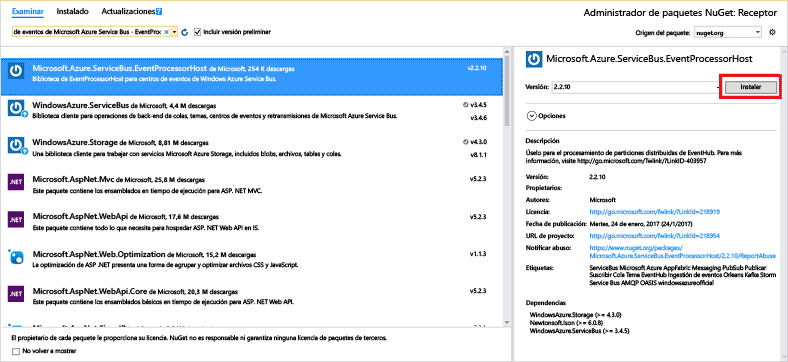 Examinar Instalado Actualizaciones 7
Administrador de paquetes NuGet: Receptor
de eventos de Microsoft Azure Service Bus - EventProc
Incluir versión preliminar
Origen del paquete: nuget.org
Microsoft.Azure.ServiceBus.EventProcessorHost de Microsoft, 254 K descargas v2.2.10
Biblioteca de EventProcessorHost para centros de eventos de Windows Azure Service Bus.
WindowsAzure.ServiceBus de Microsoft, 4,4 M descargas v3.4.5
Biblioteca cliente para operaciones de back-end de colas, temas, centros de eventos y retransmisiones de Microsoft Azure Service Bus. v3.4.6
WindowsAzure.Storage de Microsoft, 8,81 M descargas v4.3.0
Una biblioteca cliente para trabajar con servicios Microsoft Azure Storage, incluidos blobs, archivos, tables y colas. v8.1.1
.NET
Microsoft.AspNet.Mvc de Microsoft, 25,8 M descargas v5.2.3
Este paquete contiene los ensamblados en tiempo de ejecución para ASP. NET MVC.
.NET
Microsoft.AspNet.WebApi de Microsoft, 17,6 M descargas v5.2.3
Este paquete contiene todo lo que necesita para hospedar ASP. NET Web API en IS.
Microsoft.AspNet.Web.Optimization de Microsoft, 15,2 M descargas v1.1.3
La optimización de ASP .NET presenta una forma de agrupar y optimizar archivos CSS y JavaScript.
.NET
Microsoft.AspNet.WebApi.Core de Microsoft, 20,3 M descargas v5.2.3
Este paquete contiene los ensamblados básicos en tiempo de ejecución para ASP. NET Web API.
El propietario de cada paquete le proporciona su licencia. NuGet no es responsable ni garantiza ninguna licencia de paquetes de terceros.
No volver a mostrar
Microsoft.Azure.ServiceBus.EventProcessorHost
Versión: 2.2.10 Instalar
Opciones
Descripción
Úselo para el procesamiento de particiones distribuidas de EventHub. Para más
información, visite http://go.microsoft.com/fwlink/?LinkID-403957
Versión: 2.2.10
Propietarios:
Autores: Microsoft
Licencia: http://go.microsoft.com/fwlink/?LinkId=218919
Fecha de publicación: Martes, 24 de enero, 2017 (24/1/2017)
URL de proyecto: http://go.microsoft.com/fwlink/?LinkId=218954
Notificar abuso: https://www.nuget.org/packages/
Microsoft.Azure.ServiceBus.EventProcessorHost/2.2.10/ReportAbuse
Etiquetas: ServiceBus Microsoft Azure AppFabric Messaging PubSub Publicar
Suscribir Cola Tema EventHub Ingestión de eventos Orleans Kafka Storm
Service Bus AMQP OASIS windowsazureofficial
Dependencias
WindowsAzure.Storage (>= 4.3.0)
Newtonsoft.Json (>= 6.0.8)
WindowsAzure.ServiceBus (>= 3.4.5)